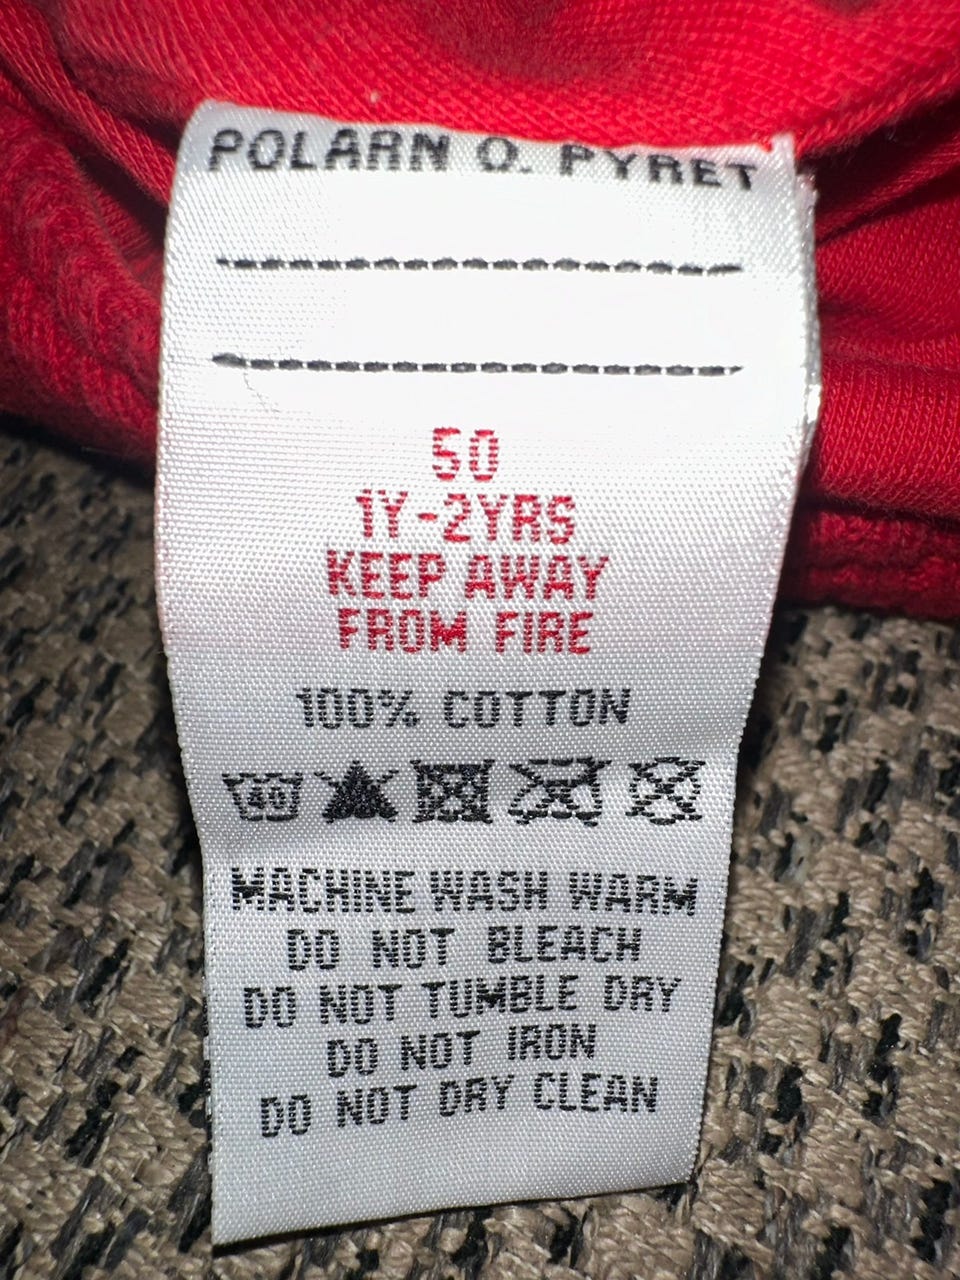 POLARN O. PYRET
50
1Y-2YRS
KEEP AWAY
FROM FIRE
100% COTTON
40
MACHINE WASH WARM
DO NOT BLEACH
DO NOT TUMBLE DRY
DO NOT IRON
DO NOT DRY CLEAN